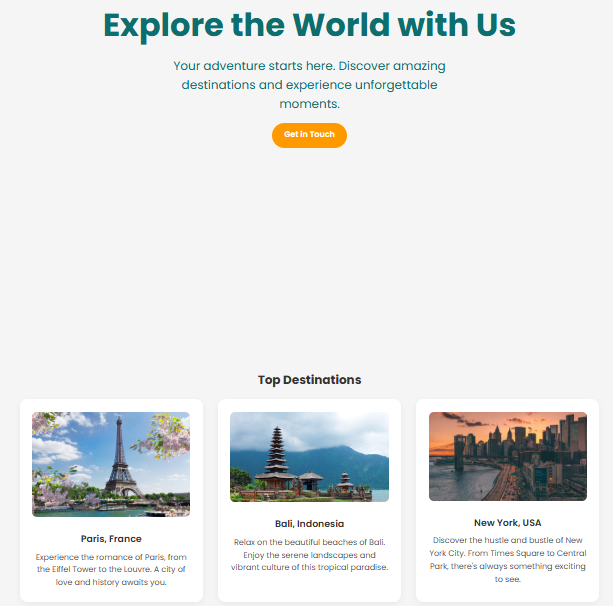 Explore the World with Us
Your adventure starts here. Discover amazing
destinations and experience unforgettable
moments.
Get in Touch
Top Destinations
Paris, France
Experience the romance of Paris, from
the Eiffel Tower to the Louvre. A city of
love and history awaits you.
Bali, Indonesia
Relax on the beautiful beaches of Bali.
Enjoy the serene landscapes and
vibrant culture of this tropical paradise.
New York, USA
Discover the hustle and bustle of New
York City. From Times Square to Central
Park, there's always something exciting
to see.